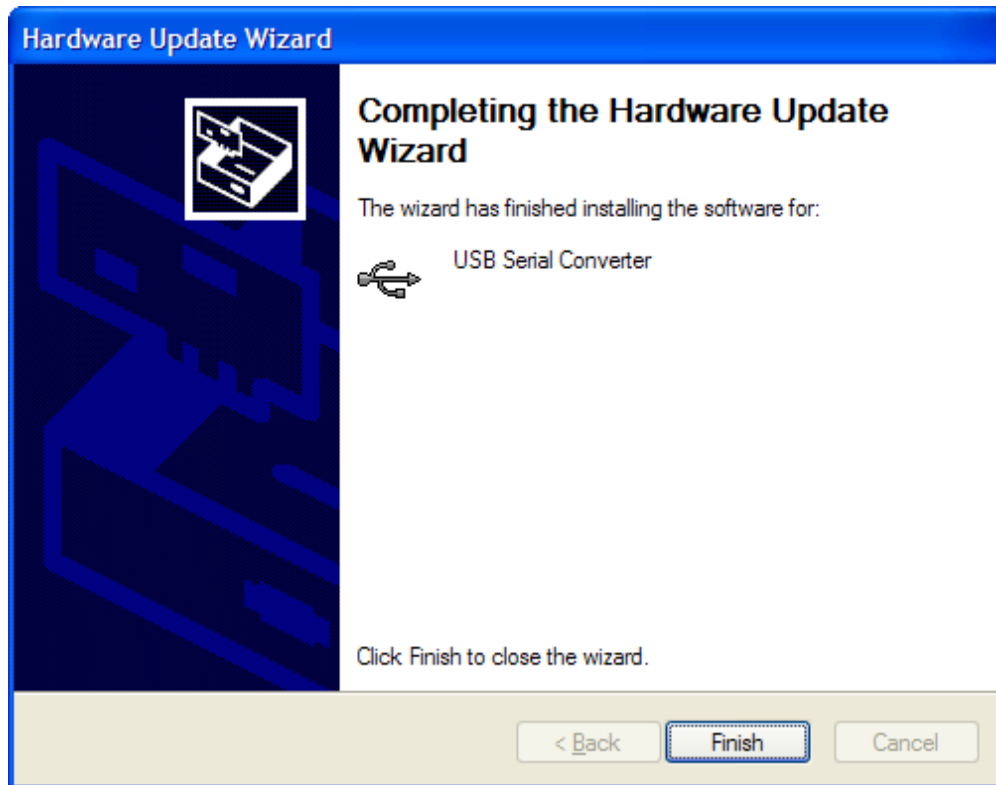 Hardware Update Wizard
Completing the Hardware Update
Wizard
The wizard has finished installing the software for:
USB Serial Converter
Click Finish to close the wizard.
< Back
Finish
Cancel